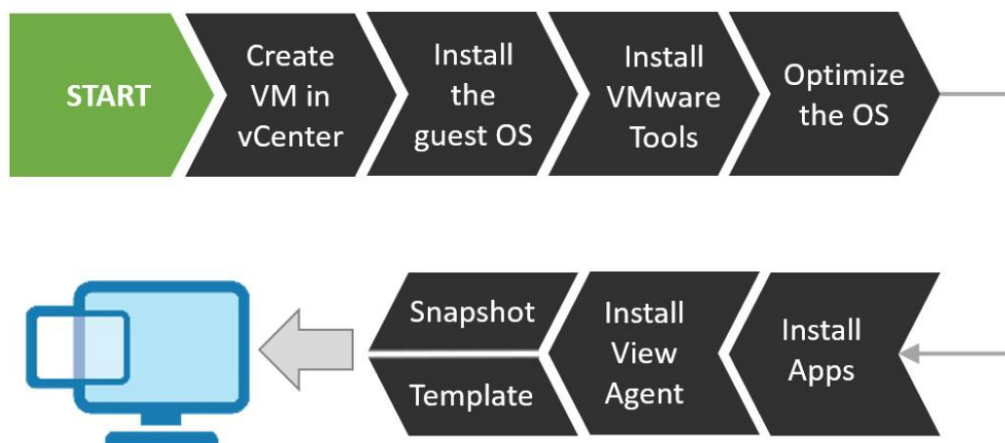 START
Create
VM in
vCenter
Install
the
guest OS
Install
VMware
Tools
Optimize
the OS
Install
Apps
Install
View
Agent
Snapshot
Template